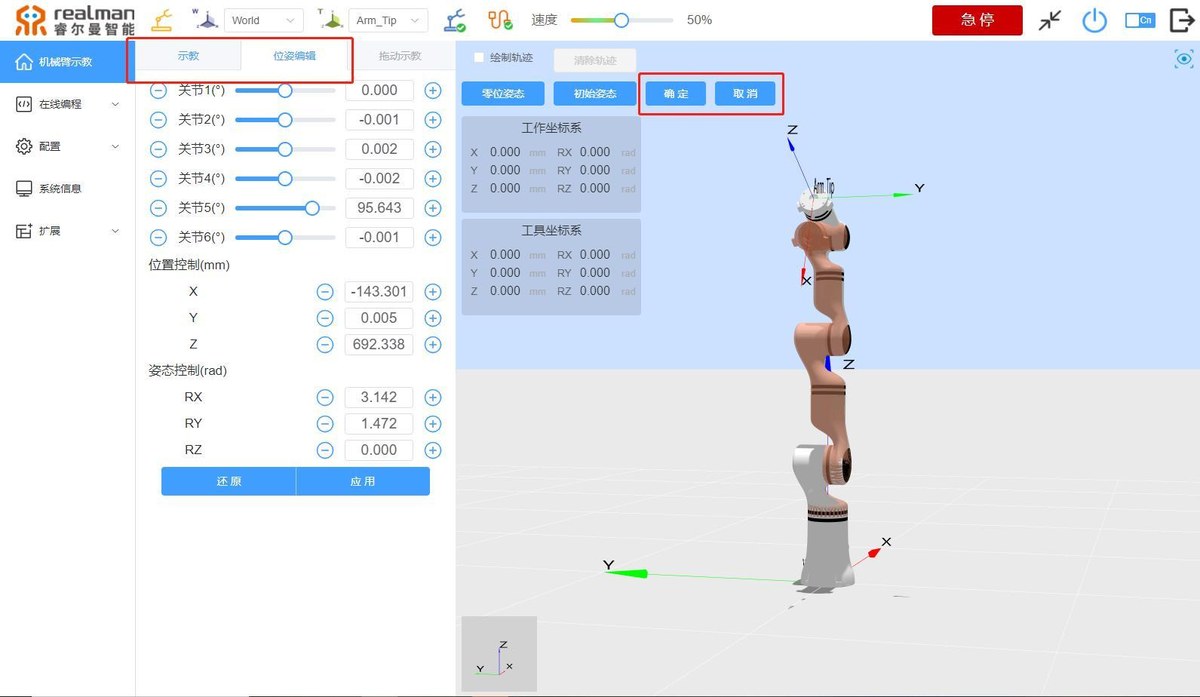 realman
睿尔曼智能
W
World
T
Arm_Tip
速度
50%
急停
Cn
机械臂示教
在线编程
配置
系统信息
扩展
示教
位姿编辑
拖动示教
关节1(°)
0.000
关节2(°)
-0.001
关节3(°)
0.002
关节4(°)
-0.002
关节5(°)
95.643
关节6(°)
-0.001
位置控制(mm)
X
-143.301
Y
0.005
Z
692.338
姿态控制(rad)
RX
3.142
RY
1.472
RZ
0.000
还原
应用
绘制轨迹
清除轨迹
零位姿态
初始姿态
确定
取消
工作坐标系
X 0.000 mm RX 0.000 rad
Y 0.000 mm RY 0.000 rad
Z 0.000 mm RZ 0.000 rad
工具坐标系
X 0.000 mm RX 0.000 rad
Y 0.000 mm RY 0.000 rad
Z 0.000 mm RZ 0.000 rad
Z
Arm_Tip
Y
X
Z
X
Y
Z
Y
X